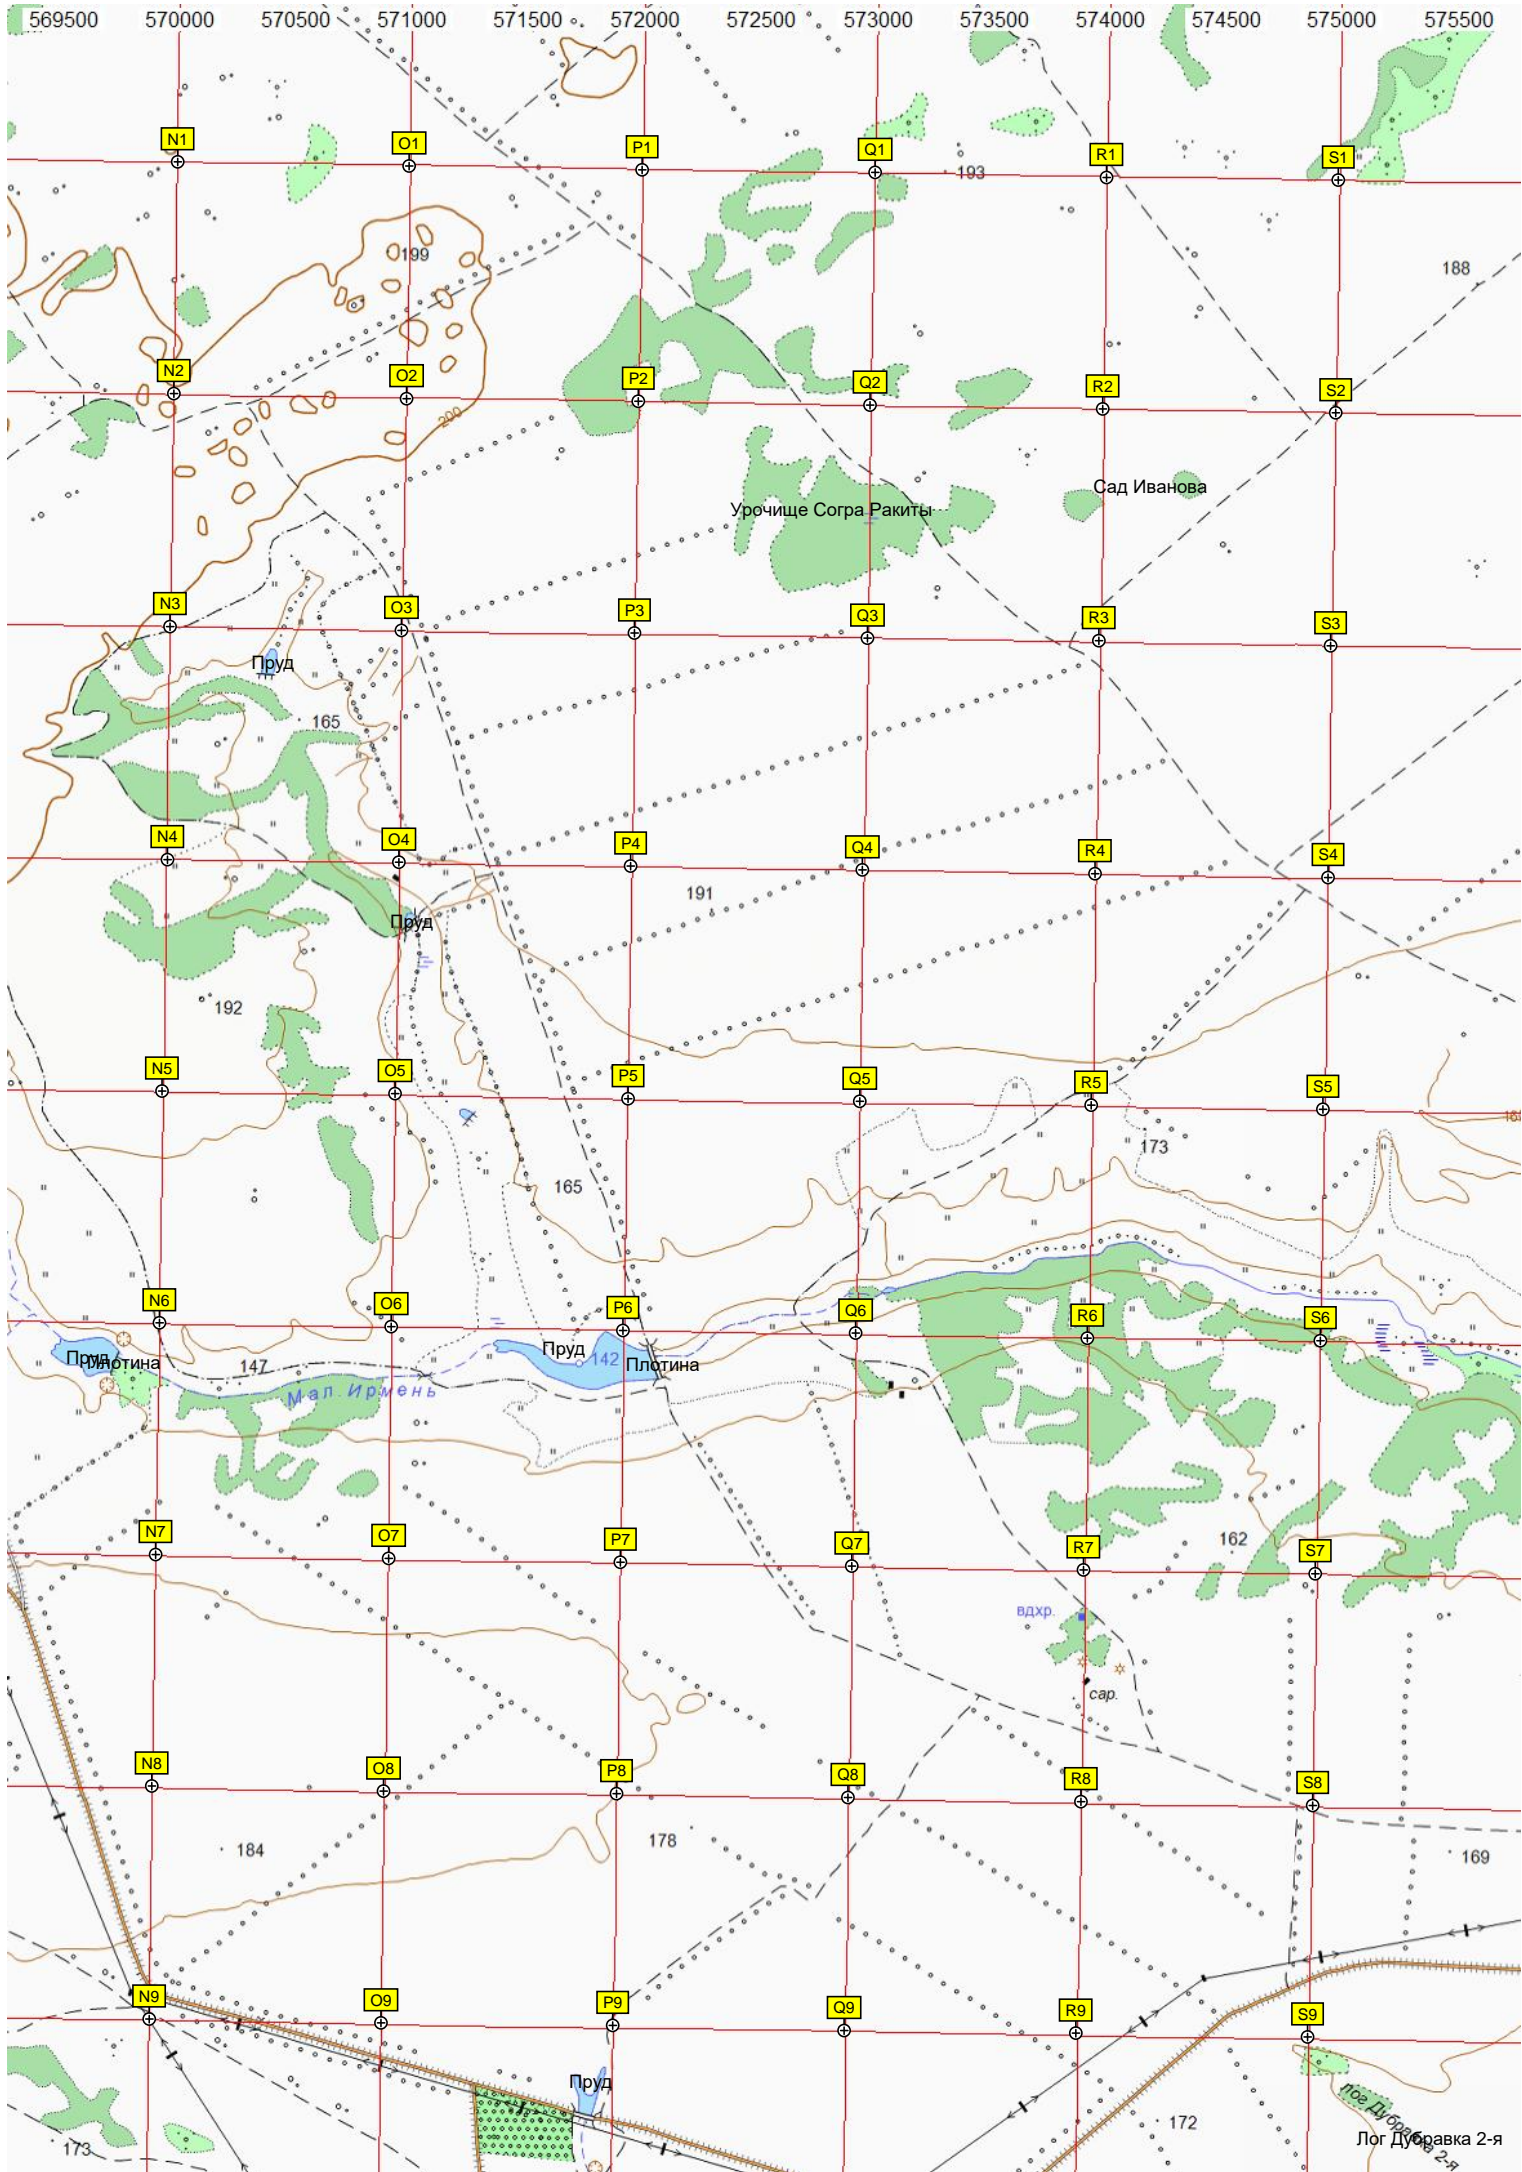 569500 570000 570500 571000 571500 572000 572500 573000 573500 574000 574500 575000 575500
N1 O1 P1 Q1 R1 S1
193
199
188
N2 O2 P2 Q2 R2 S2
200
Сад Иванова
Урочище Согра Ракиты
N3 O3 P3 Q3 R3 S3
Пруд
165
N4 O4 P4 Q4 R4 S4
191
Пруд
192
N5 O5 P5 Q5 R5 S5
173
165
N6 O6 P6 Q6 R6 S6
Пруд Плотина
147
Пруд
142
Плотина
Мал. Ирмень
N7 O7 P7 Q7 R7 S7
162
вдхр.
сар.
N8 O8 P8 Q8 R8 S8
184
178
169
N9 O9 P9 Q9 R9 S9
Пруд
172
173
лог Дубравка 2-я
Лог Дубравка 2-я